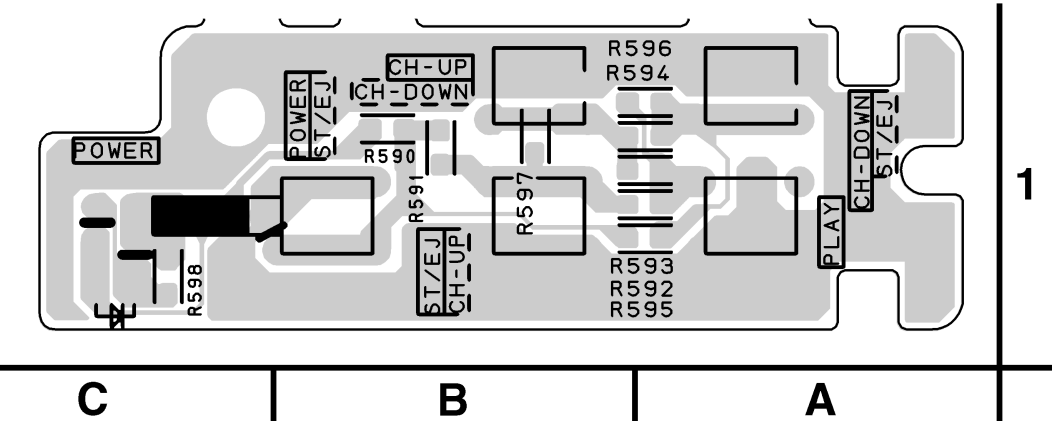 R596
R594
CH-UP
CH-DOWN
POWER
ST/EJ
POWER
R590
R591
R597
CH-DOWN
ST/EJ
1
PLAY
ST/EJ
CH-UP
R598
R593
R592
R595
C
B
A